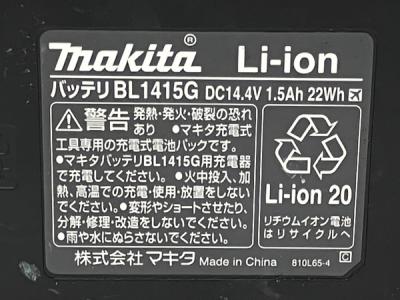 makita® Li-ion
バッテリ BL1415G DC14.4V 1.5Ah 22Wh
警告 発熱・発火・破裂の恐れ
あり ●マキタ充電式
工具専用の充電式電池パックです。
●マキタバッテリBL1415G用充電器
で充電してください。●火中投入、加
熱、高温での充電・使用・放置をしない
でください。●変形やショートさせたり、
分解・修理・改造をしないでください。
●雨や水にぬらさないでください。
Li-ion 20
リチウムイオン電池
はリサイクルへ
株式会社 マキタ Made in China 810L65-4 C